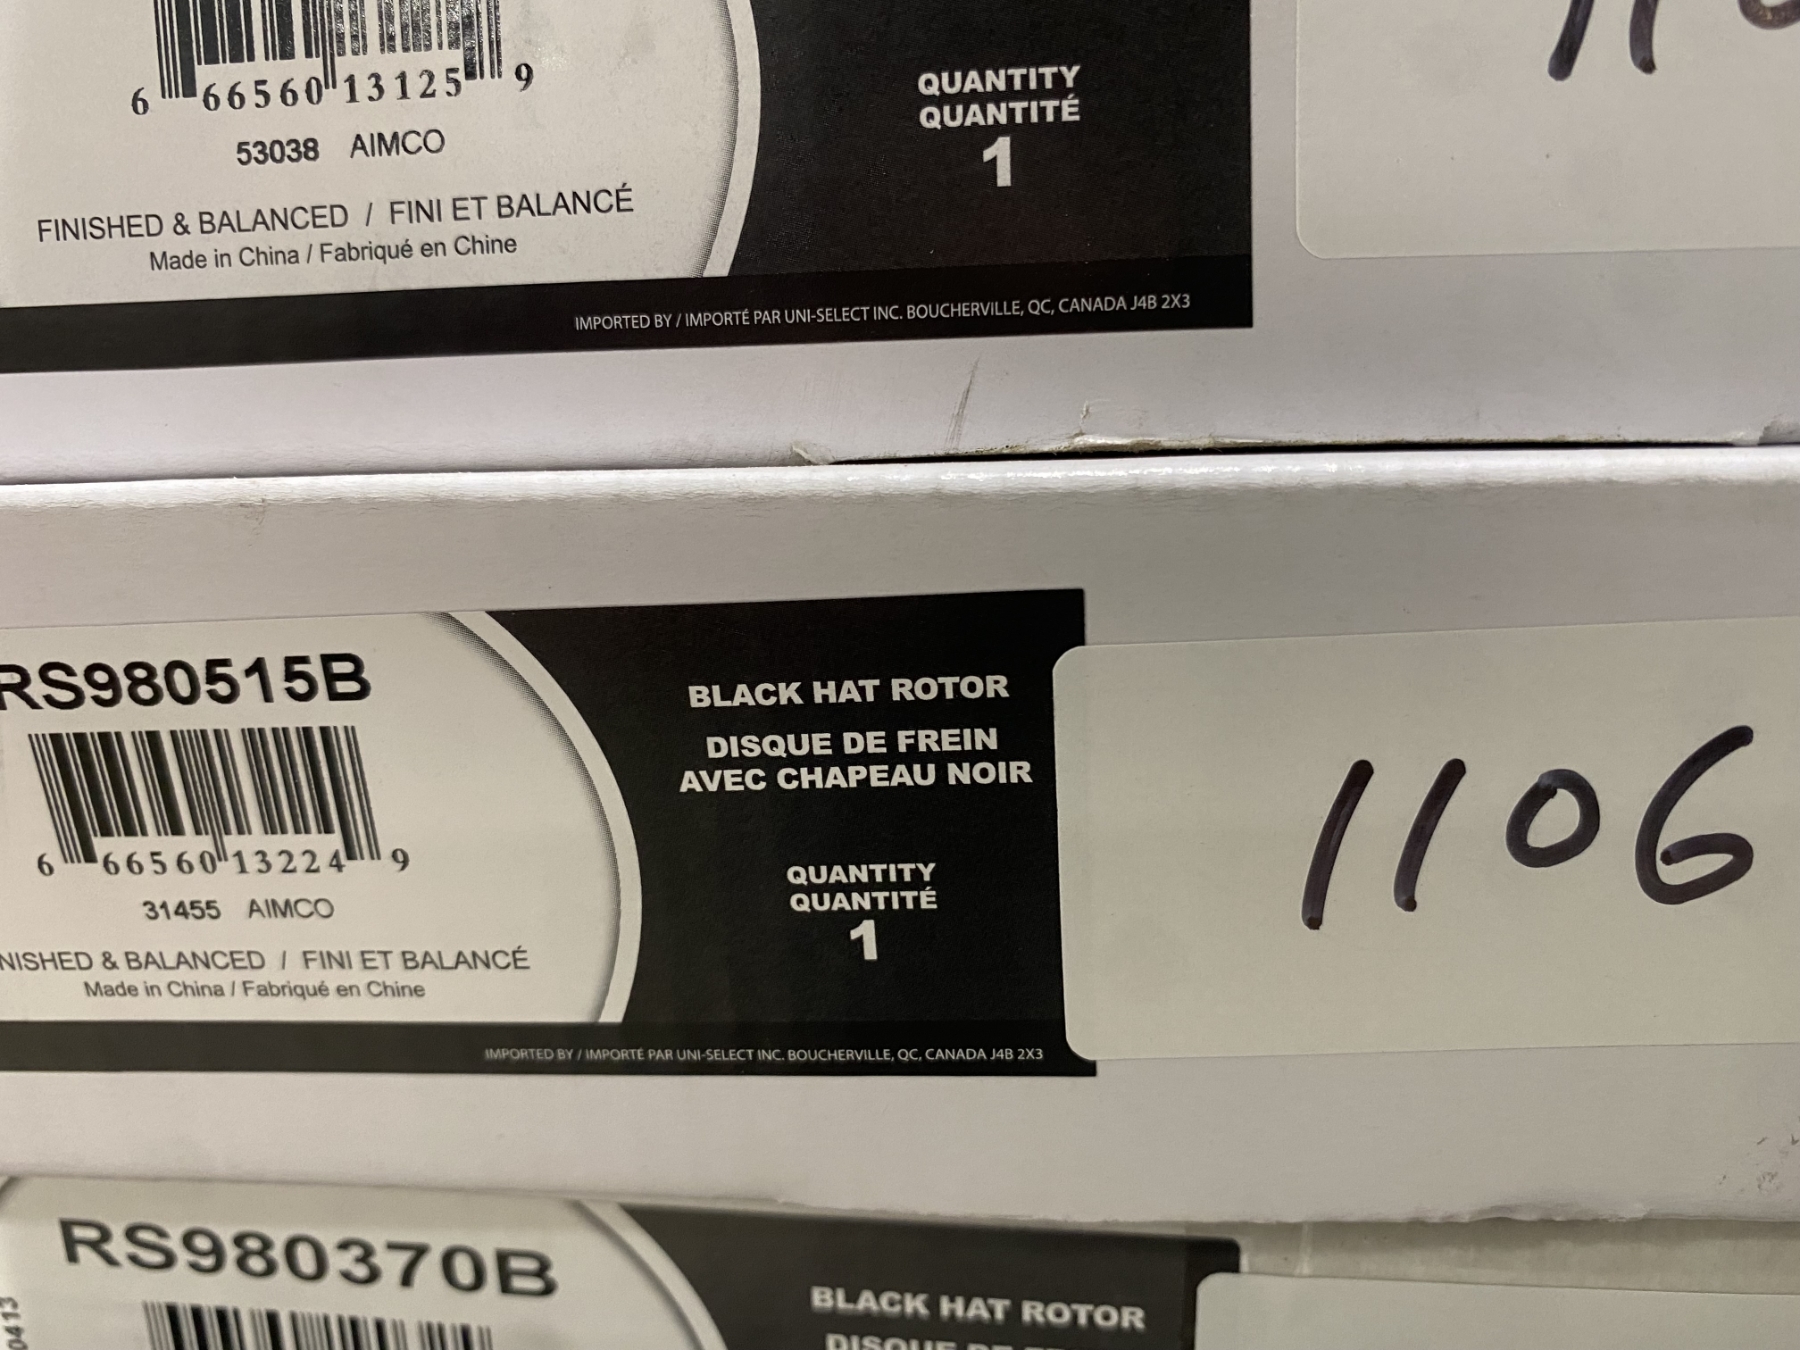 6 66560 13125 9
53038 AIMCO
FINISHED & BALANCED / FINI ET BALANCÉ
Made in China / Fabriqué en Chine
QUANTITY
QUANTITÉ
1
IMPORTED BY / IMPORTÉ PAR UNI-SELECT INC. BOUCHERVILLE, QC, CANADA J4B 2X3
RS980515B
6 66560 13224 9
31455 AIMCO
NISHED & BALANCED / FINI ET BALANCÉ
Made in China / Fabriqué en Chine
BLACK HAT ROTOR
DISQUE DE FREIN
AVEC CHAPEAU NOIR
QUANTITY
QUANTITÉ
1
IMPORTED BY / IMPORTÉ PAR UNI-SELECT INC. BOUCHERVILLE, QC, CANADA J4B 2X3
1106
RS980370B
0413
BLACK HAT ROTOR
DISQUE DE